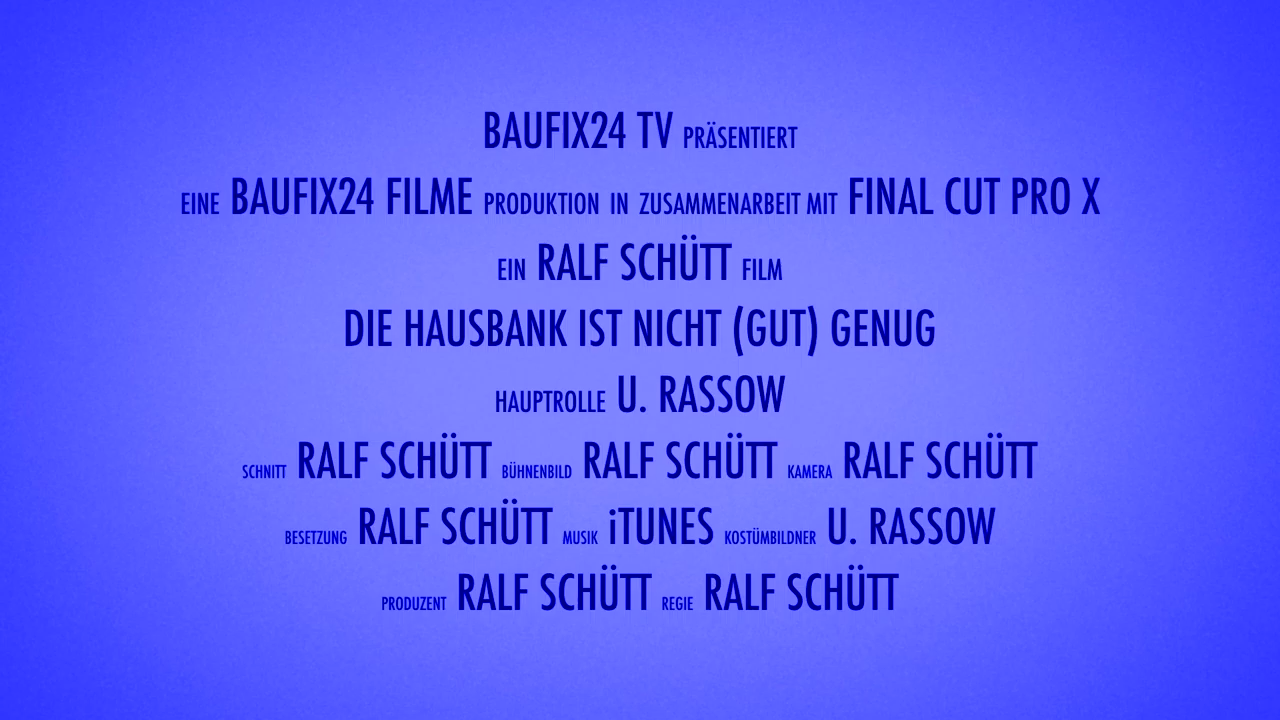 BAUFIX24 TV PRÄSENTIERT
EINE BAUFIX24 FILME PRODUKTION IN ZUSAMMENARBEIT MIT FINAL CUT PRO X
EIN RALF SCHÜTT FILM
DIE HAUSBANK IST NICHT (GUT) GENUG
HAUPTROLLE U. RASSOW
SCHNITT RALF SCHÜTT BÜHNENBILD RALF SCHÜTT KAMERA RALF SCHÜTT
BESETZUNG RALF SCHÜTT MUSIK iTUNES KOSTÜMBILDNER U. RASSOW
PRODUZENT RALF SCHÜTT REGIE RALF SCHÜTT